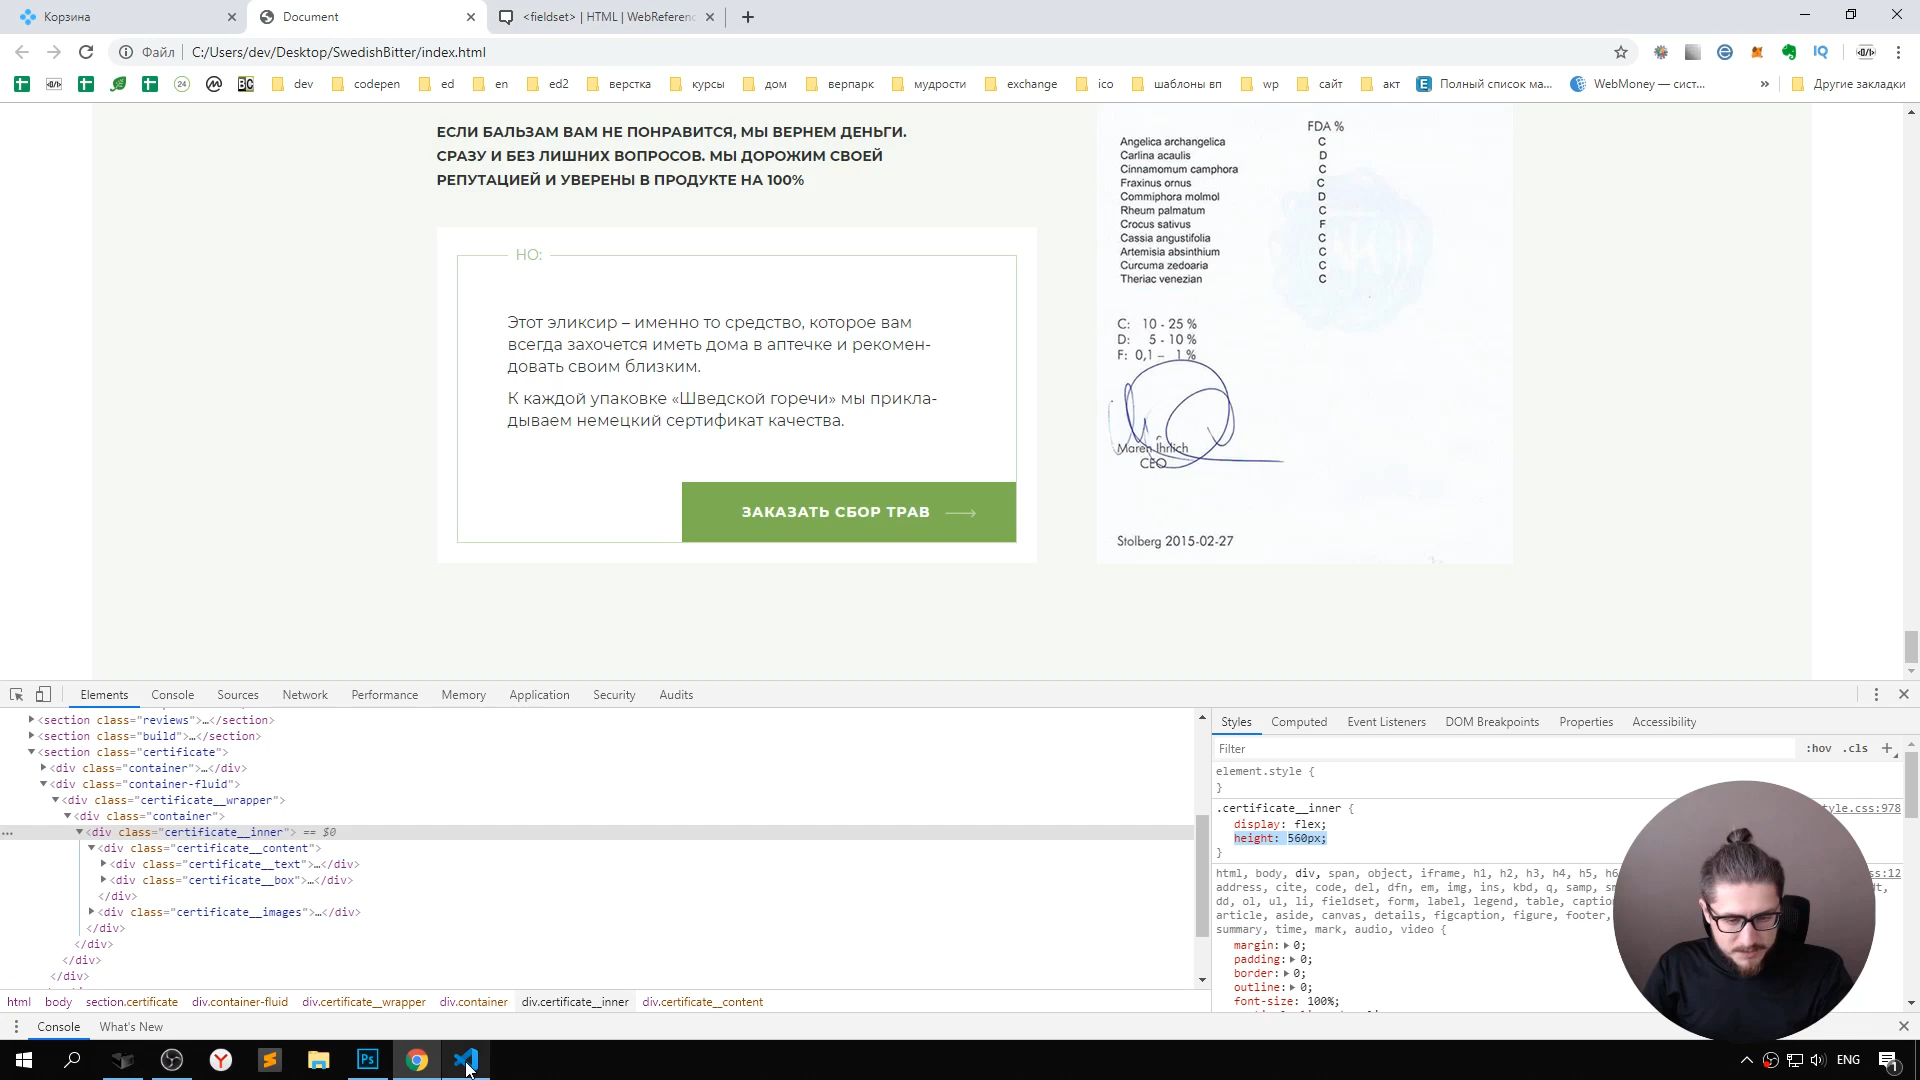 Корзина
Document
<fieldset> | HTML | WebReferenc
Файл
C:/Users/dev/Desktop/SwedishBitter/index.html
IQ
24
BC
dev
codepen
ed
en
ed2
верстка
курсы
дом
верпарк
мудрости
exchange
ico
шаблоны вп
wp
сайт
акт
Полный список ма...
WebMoney — сист...
»
Другие закладки
ЕСЛИ БАЛЬЗАМ ВАМ НЕ ПОНРАВИТСЯ, МЫ ВЕРНЕМ ДЕНЬГИ.
СРАЗУ И БЕЗ ЛИШНИХ ВОПРОСОВ. МЫ ДОРОЖИМ СВОЕЙ
РЕПУТАЦИЕЙ И УВЕРЕНЫ В ПРОДУКТЕ НА 100%
НО:
Этот эликсир – именно то средство, которое вам
всегда захочется иметь дома в аптечке и рекомен-
довать своим близким.
К каждой упаковке «Шведской горечи» мы прикла-
дываем немецкий сертификат качества.
ЗАКАЗАТЬ СБОР ТРАВ
FDA %
Angelica archangelica C
Carlina acaulis D
Cinnamomum camphora C
Fraxinus ornus C
Commiphora molmol D
Rheum palmatum C
Crocus sativus F
Cassia angustifolia C
Artemisia absinthium C
Curcuma zedoaria C
Theriac venezian C
C: 10 - 25 %
D: 5 - 10 %
F: 0,1 – 1 %
Maren Ihrlich
CEO
Stolberg 2015-02-27
Elements
Console
Sources
Network
Performance
Memory
Application
Security
Audits
<section class="reviews">…</section>
<section class="build">…</section>
<section class="certificate">
<div class="container">…</div>
<div class="container-fluid">
<div class="certificate__wrapper">
<div class="container">
<div class="certificate__inner"> == $0
<div class="certificate__content">
<div class="certificate__text">…</div>
<div class="certificate__box">…</div>
</div>
<div class="certificate__images">…</div>
</div>
</div>
</div>
</div>
html
body
section.certificate
div.container-fluid
div.certificate__wrapper
div.container
div.certificate__inner
div.certificate__content
Styles
Computed
Event Listeners
DOM Breakpoints
Properties
Accessibility
Filter
:hov
.cls
+
element.style {
}
.certificate__inner {
style.css:978
display: flex;
height: 560px;
}
html, body, div, span, object, iframe, h1, h2, h3, h4, h5, h6
ss:12
address, cite, code, del, dfn, em, img, ins, kbd, q, samp,
dt,
dd, ol, ul, li, fieldset, form, label, legend, table, caption
article, aside, canvas, details, figcaption, figure, footer,
summary, time, mark, audio, video {
margin: 0;
padding: 0;
border: 0;
outline: 0;
font-size: 100%;
Console
What's New
Ps
ENG
1